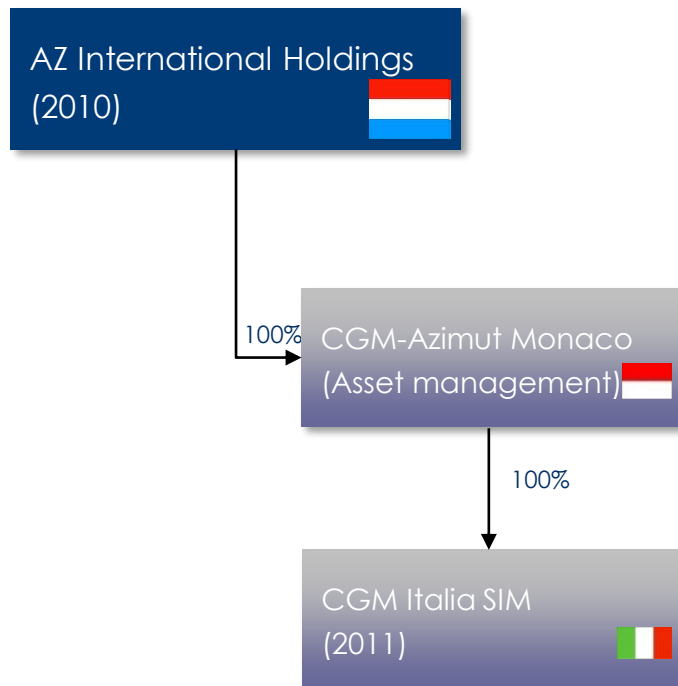 AZ International Holdings
(2010)
100%
CGM-Azimut Monaco
(Asset management)
100%
CGM Italia SIM
(2011)